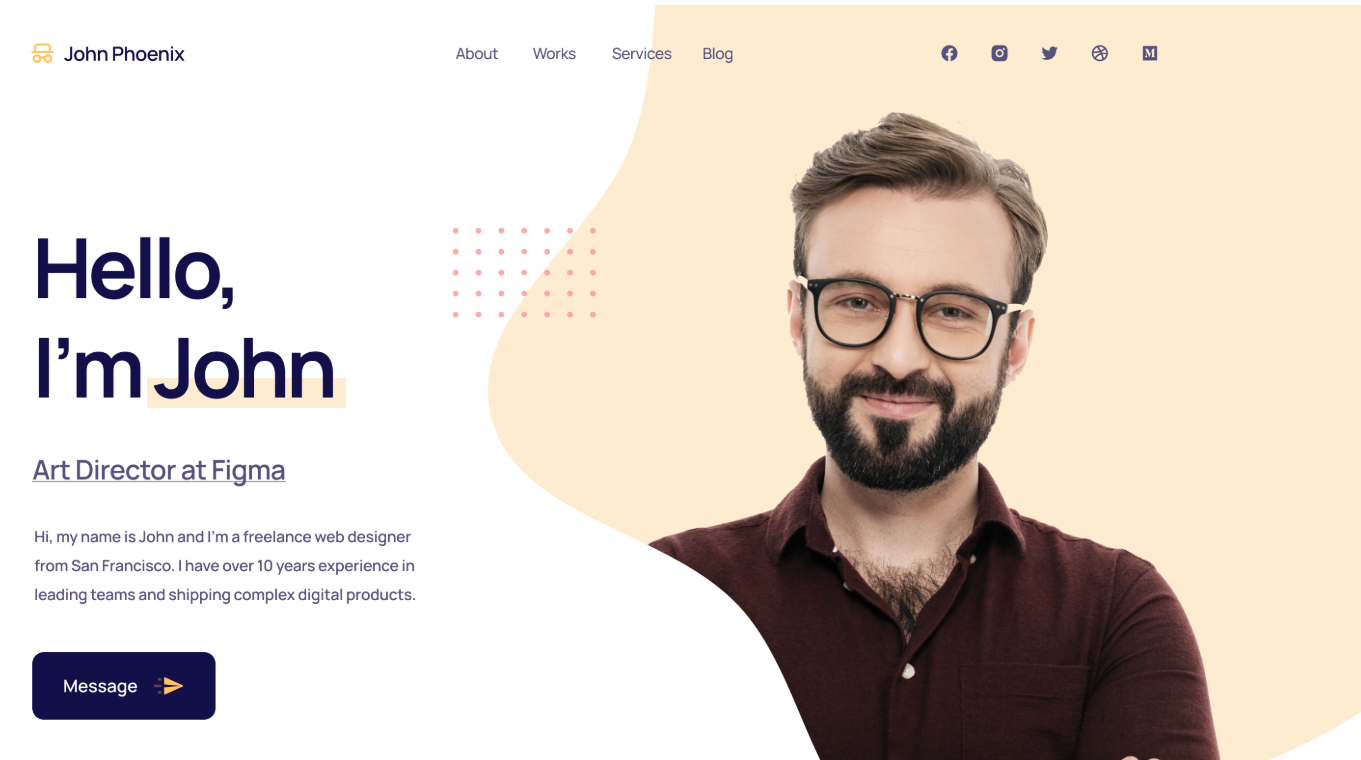 John Phoenix
About Works Services Blog
Hello,
I’m John
Art Director at Figma
Hi, my name is John and I’m a freelance web designer
from San Francisco. I have over 10 years experience in
leading teams and shipping complex digital products.
Message